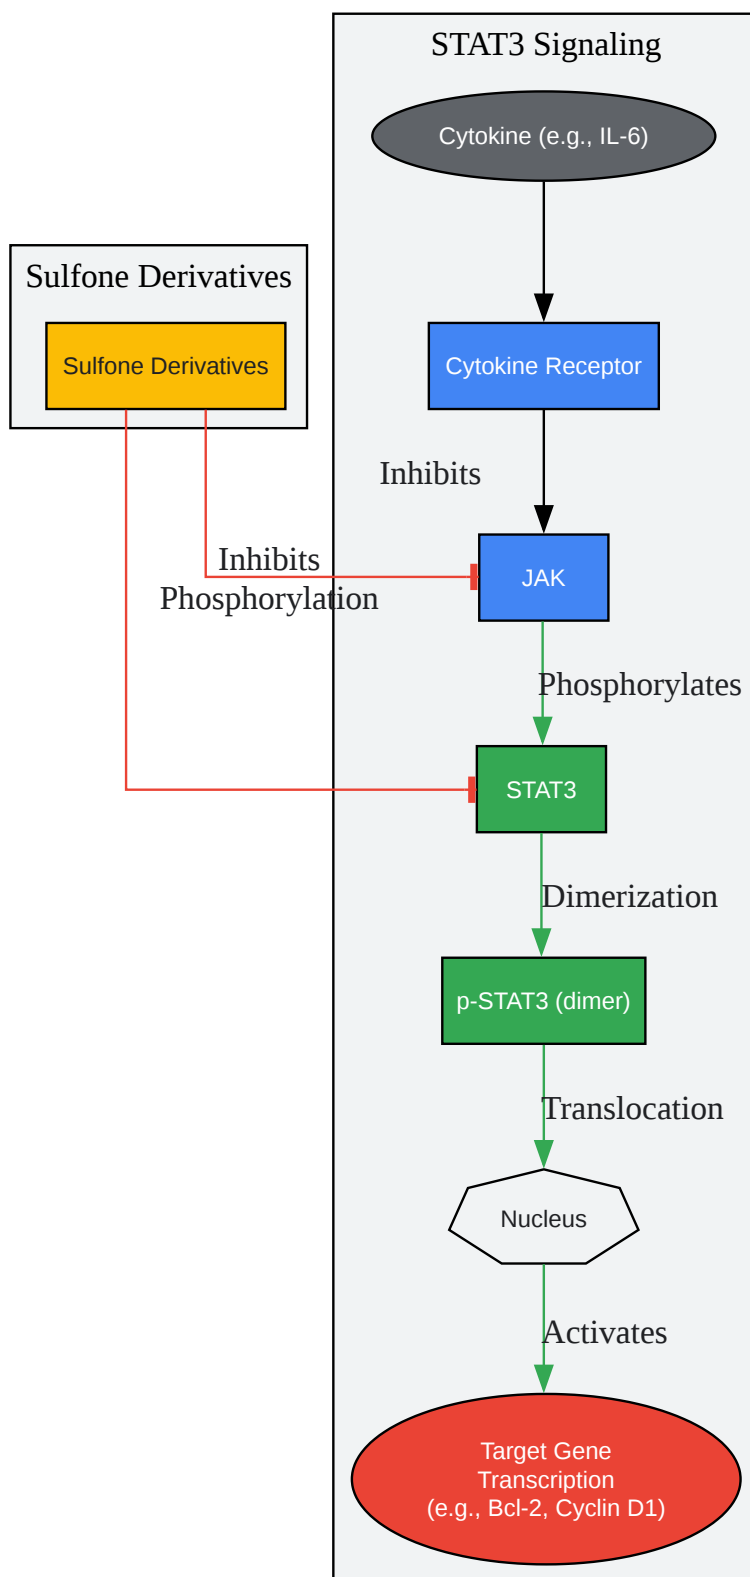 STAT3 Signaling
Cytokine (e.g., IL-6)
Sulfone Derivatives
Sulfone Derivatives
Cytokine Receptor
Inhibits
Inhibits
Phosphorylation
JAK
Phosphorylates
STAT3
Dimerization
p-STAT3 (dimer)
Translocation
Nucleus
Activates
Target Gene
Transcription
(e.g., Bcl-2, Cyclin D1)